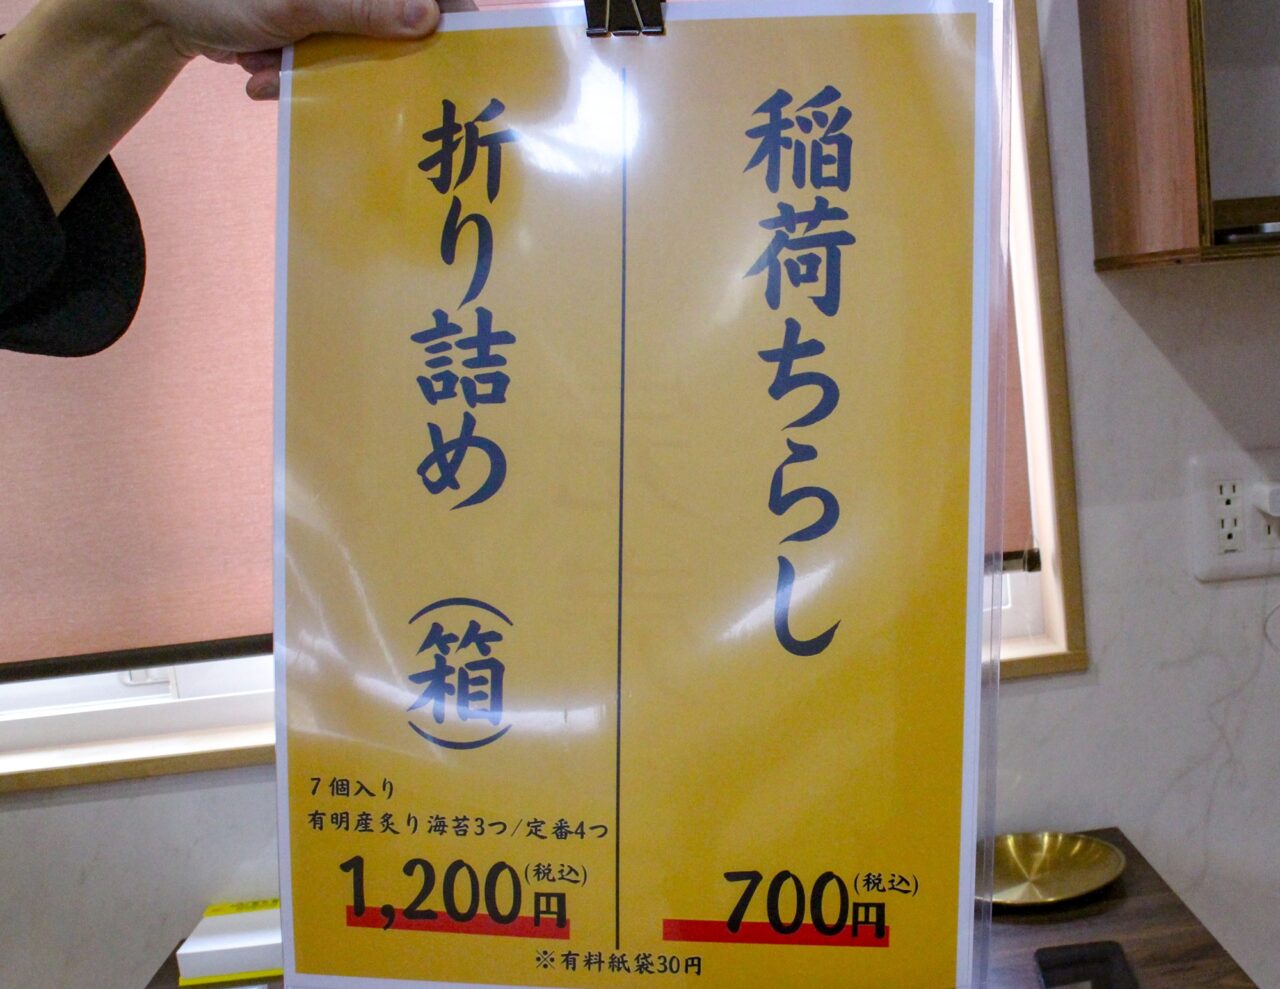 稲荷ちらし
700円(税込)
折り詰め (箱)
7個入り
有明産炙り海苔3つ/定番4つ
1,200円(税込)
※有料紙袋30円